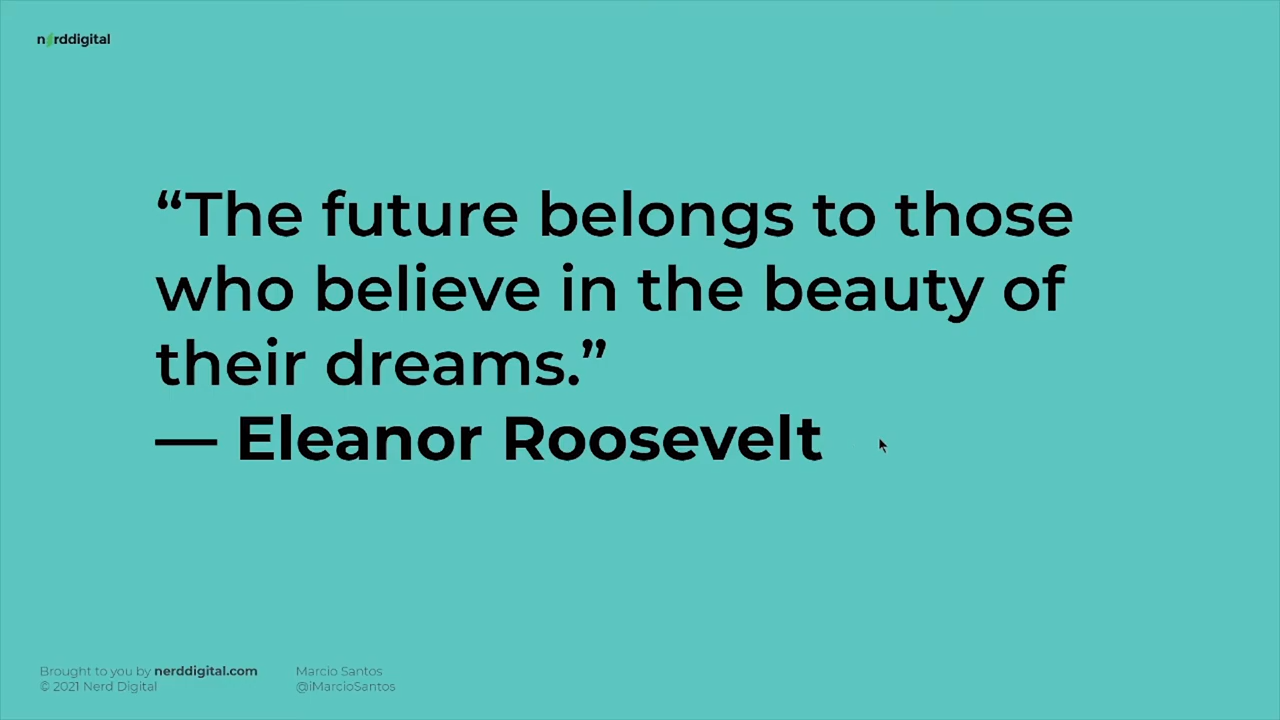 nerddigital
“The future belongs to those
who believe in the beauty of
their dreams.”
— Eleanor Roosevelt
Brought to you by nerddigital.com
© 2021 Nerd Digital
Marcio Santos
@iMarcioSantos